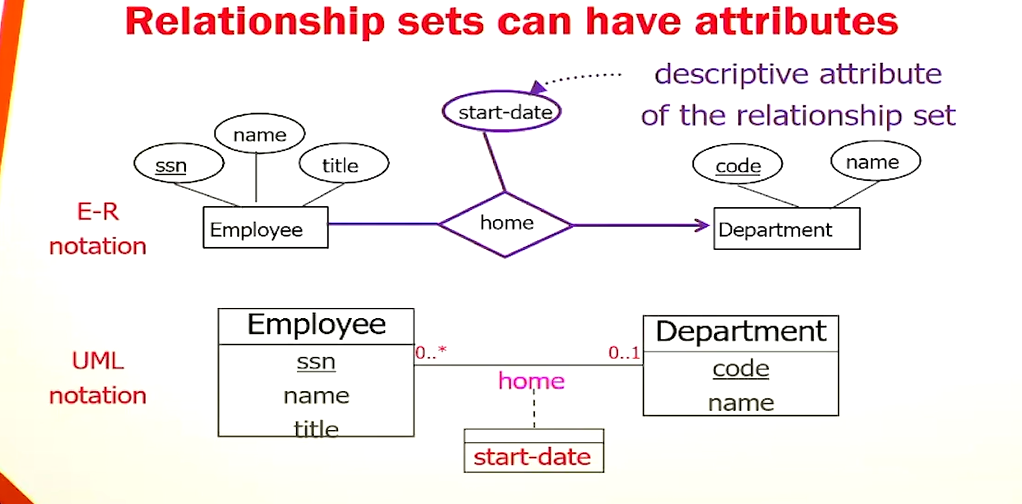 Relationship sets can have attributes
descriptive attribute
of the relationship set
start-date
name
ssn
title
code
name
E-R
notation
Employee
home
Department
UML
notation
Employee
ssn
name
title
0..*
0..1
home
start-date
Department
code
name